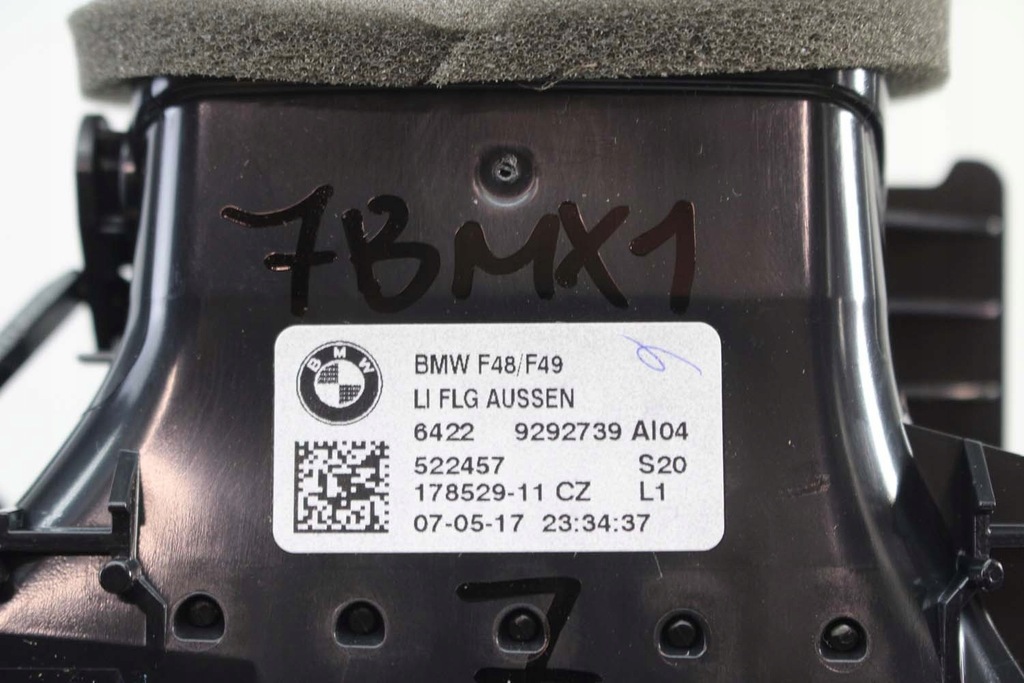 7BMX1
BMW
BMW F48/F49
LI FLG AUSSEN
6422 9292739 AI04
522457 S20
178529-11 CZ L1
07-05-17 23:34:37
7